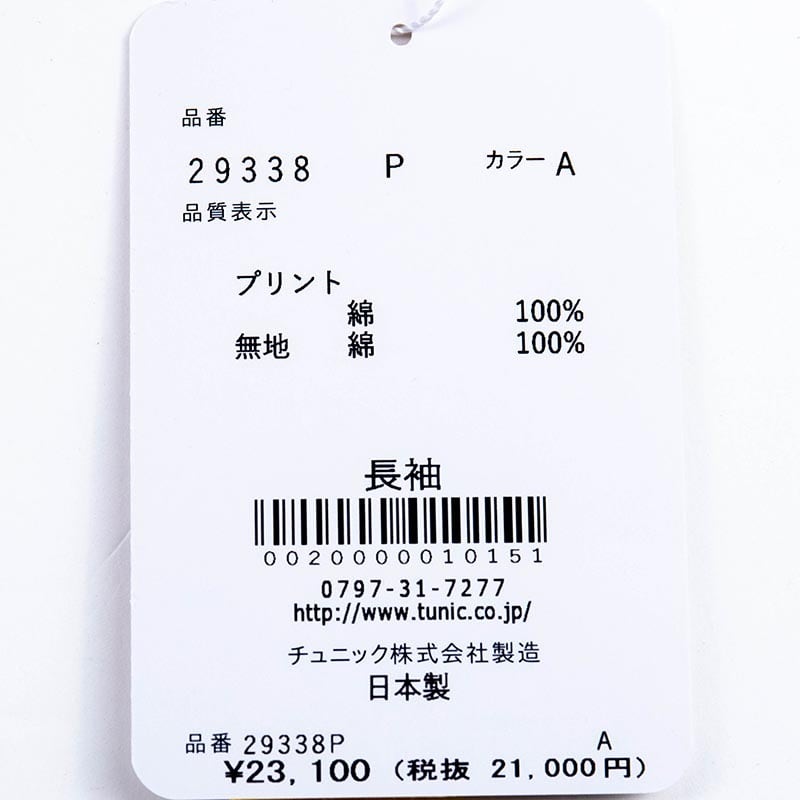 品番
29338 P カラー A
品質表示
プリント
綿 100%
無地 綿 100%
長袖
0020000010151
0797-31-7277
http://www.tunic.co.jp/
チュニック株式会社製造
日本製
品番 29338P A
¥23,100 (税抜 21,000円)